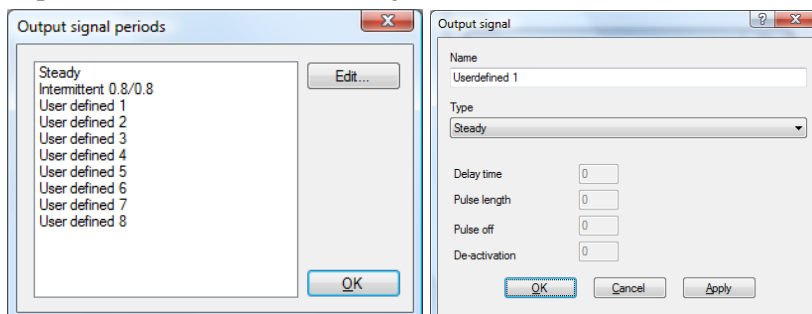 Output signal periods
Steady
Intermittent 0.8/0.8
User defined 1
User defined 2
User defined 3
User defined 4
User defined 5
User defined 6
User defined 7
User defined 8
Edit...
OK
Output signal
Name
Userdefined 1
Type
Steady
Delay time
0
Pulse length
0
Pulse off
0
De-activation
0
OK
Cancel
Apply